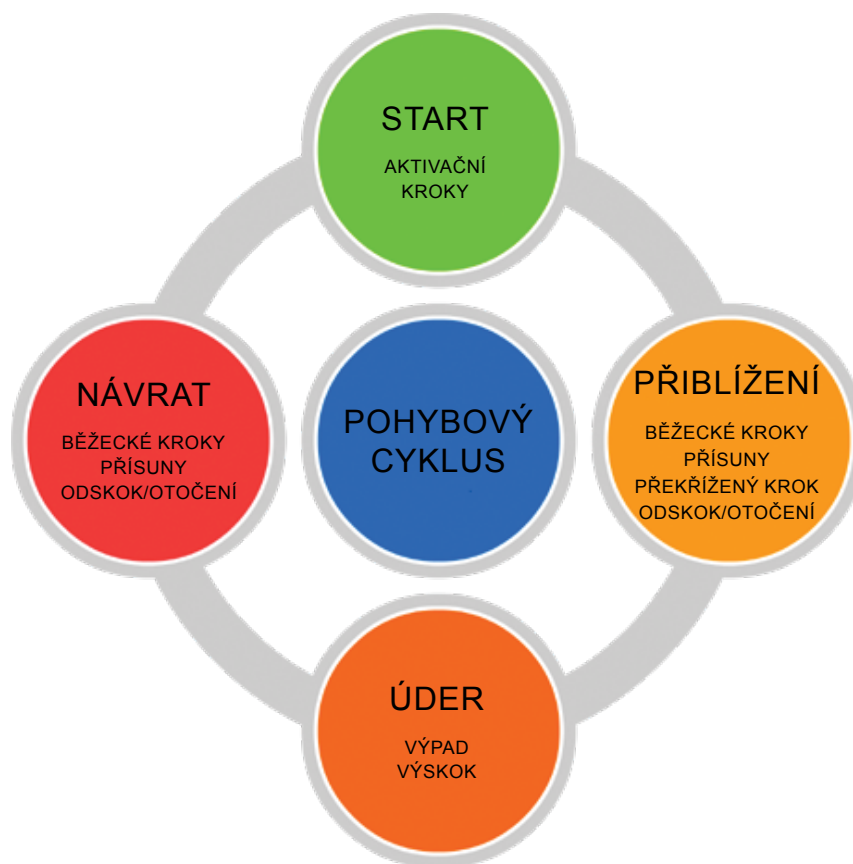 START
AKTIVAČNÍ
KROKY
NÁVRAT
BĚŽECKÉ KROKY
PŘÍSUNY
ODSKOK/OTOČENÍ
POHYBOVÝ
CYKLUS
PŘIBLÍŽENÍ
BĚŽECKÉ KROKY
PŘÍSUNY
PŘEKŘÍŽENÝ KROK
ODSKOK/OTOČENÍ
ÚDER
VÝPAD
VÝSKOK